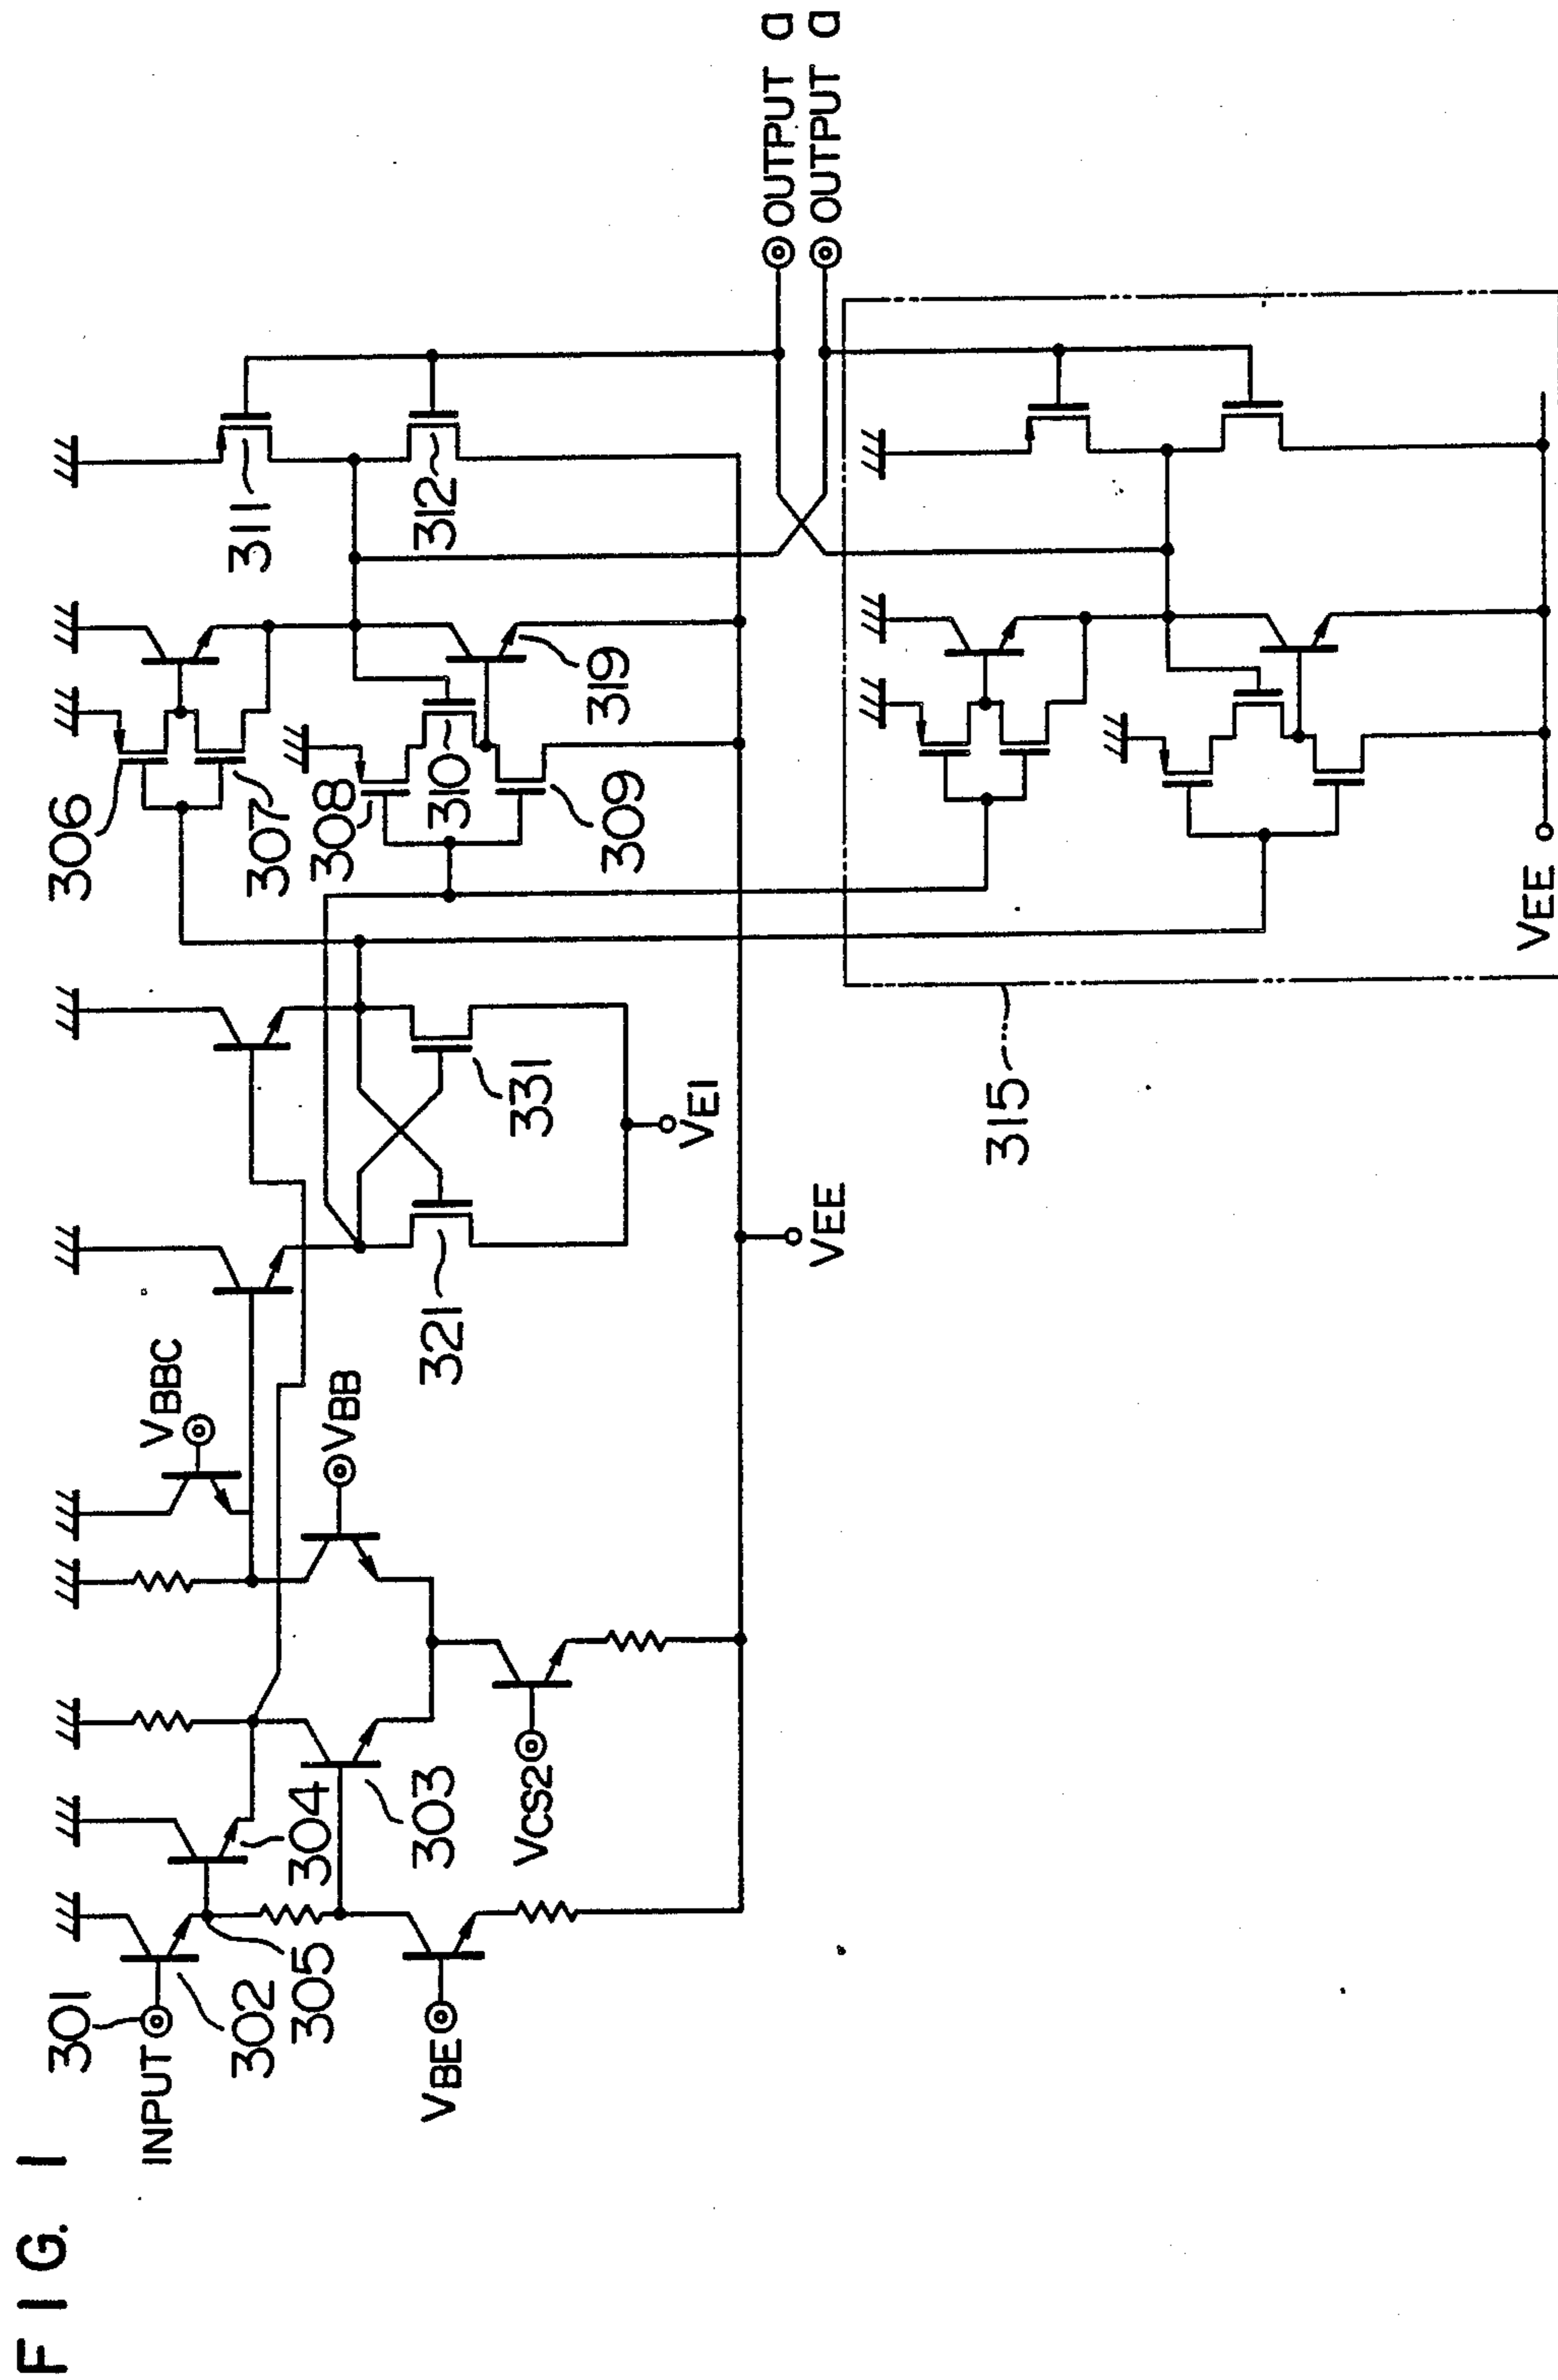 FIG. 1
INPUT
301
302
305
304
303
VBE
VCS2
VBBC
VBB
321
331
VE1
VEE
306
307
308
310
309
319
311
312
OUTPUT a
OUTPUT a
315
VEE